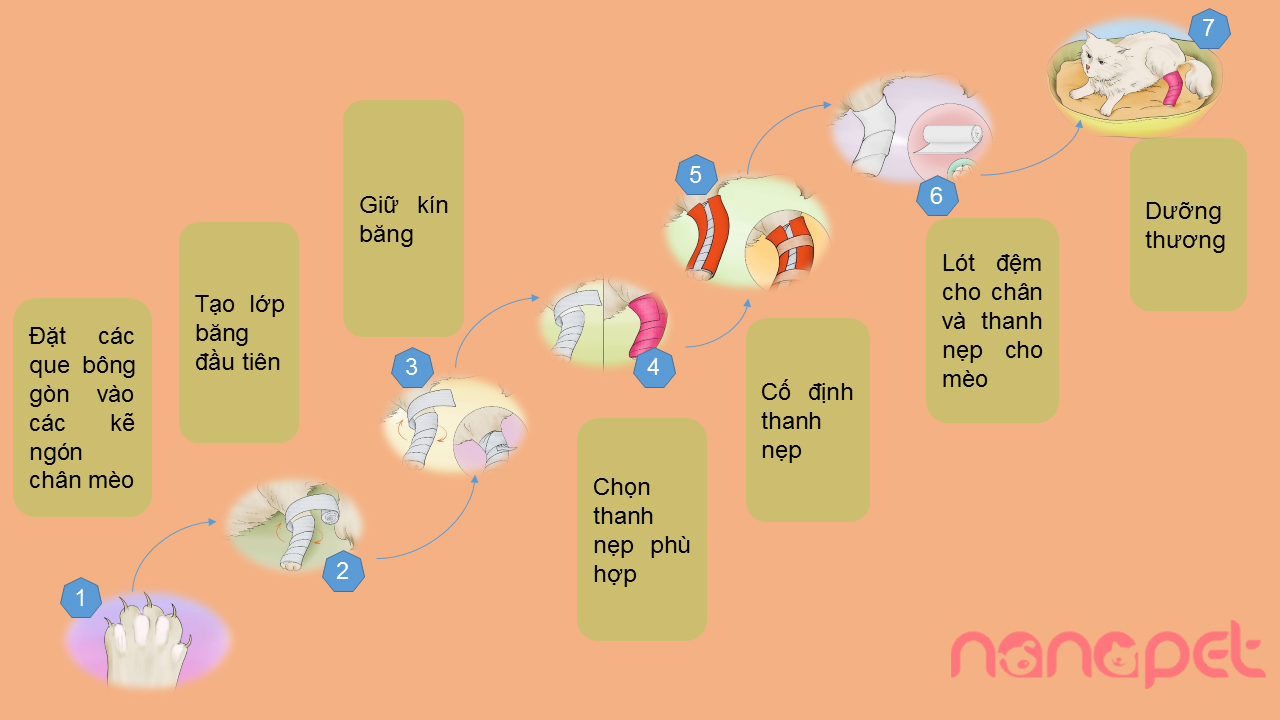 1
Đặt các
que bông
gòn vào
các kẽ
ngón
chân mèo
2
Tạo lớp
băng
đầu tiên
3
Giữ kín
băng
4
Chọn
thanh
nẹp phù
hợp
5
Cố định
thanh
nẹp
6
Lót đệm
cho chân
và thanh
nẹp cho
mèo
7
Dưỡng
thương
nanapet